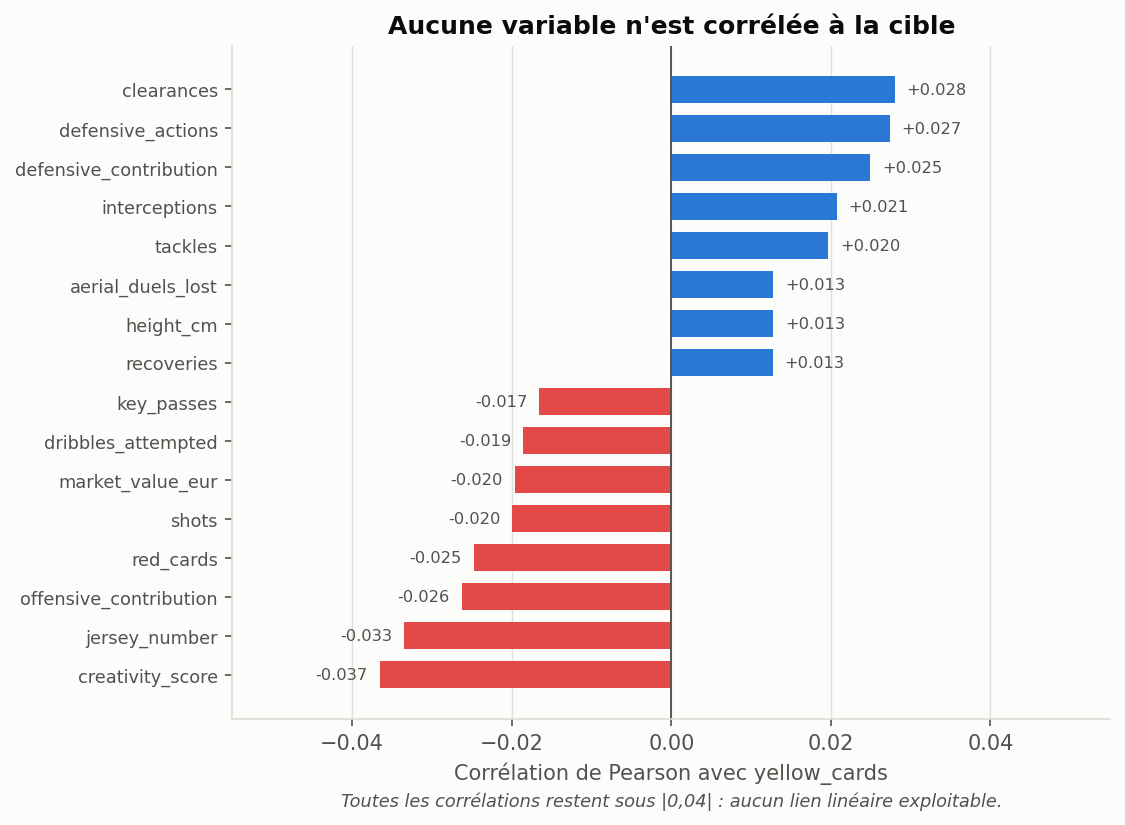 Aucune variable n'est corrélée à la cible
clearances +0.028
defensive_actions +0.027
defensive_contribution +0.025
interceptions +0.021
tackles +0.020
aerial_duels_lost +0.013
height_cm +0.013
recoveries +0.013
key_passes -0.017
dribbles_attempted -0.019
market_value_eur -0.020
shots -0.020
red_cards -0.025
offensive_contribution -0.026
jersey_number -0.033
creativity_score -0.037
−0.04 −0.02 0.00 0.02 0.04
Corrélation de Pearson avec yellow_cards
Toutes les corrélations restent sous |0,04| : aucun lien linéaire exploitable.